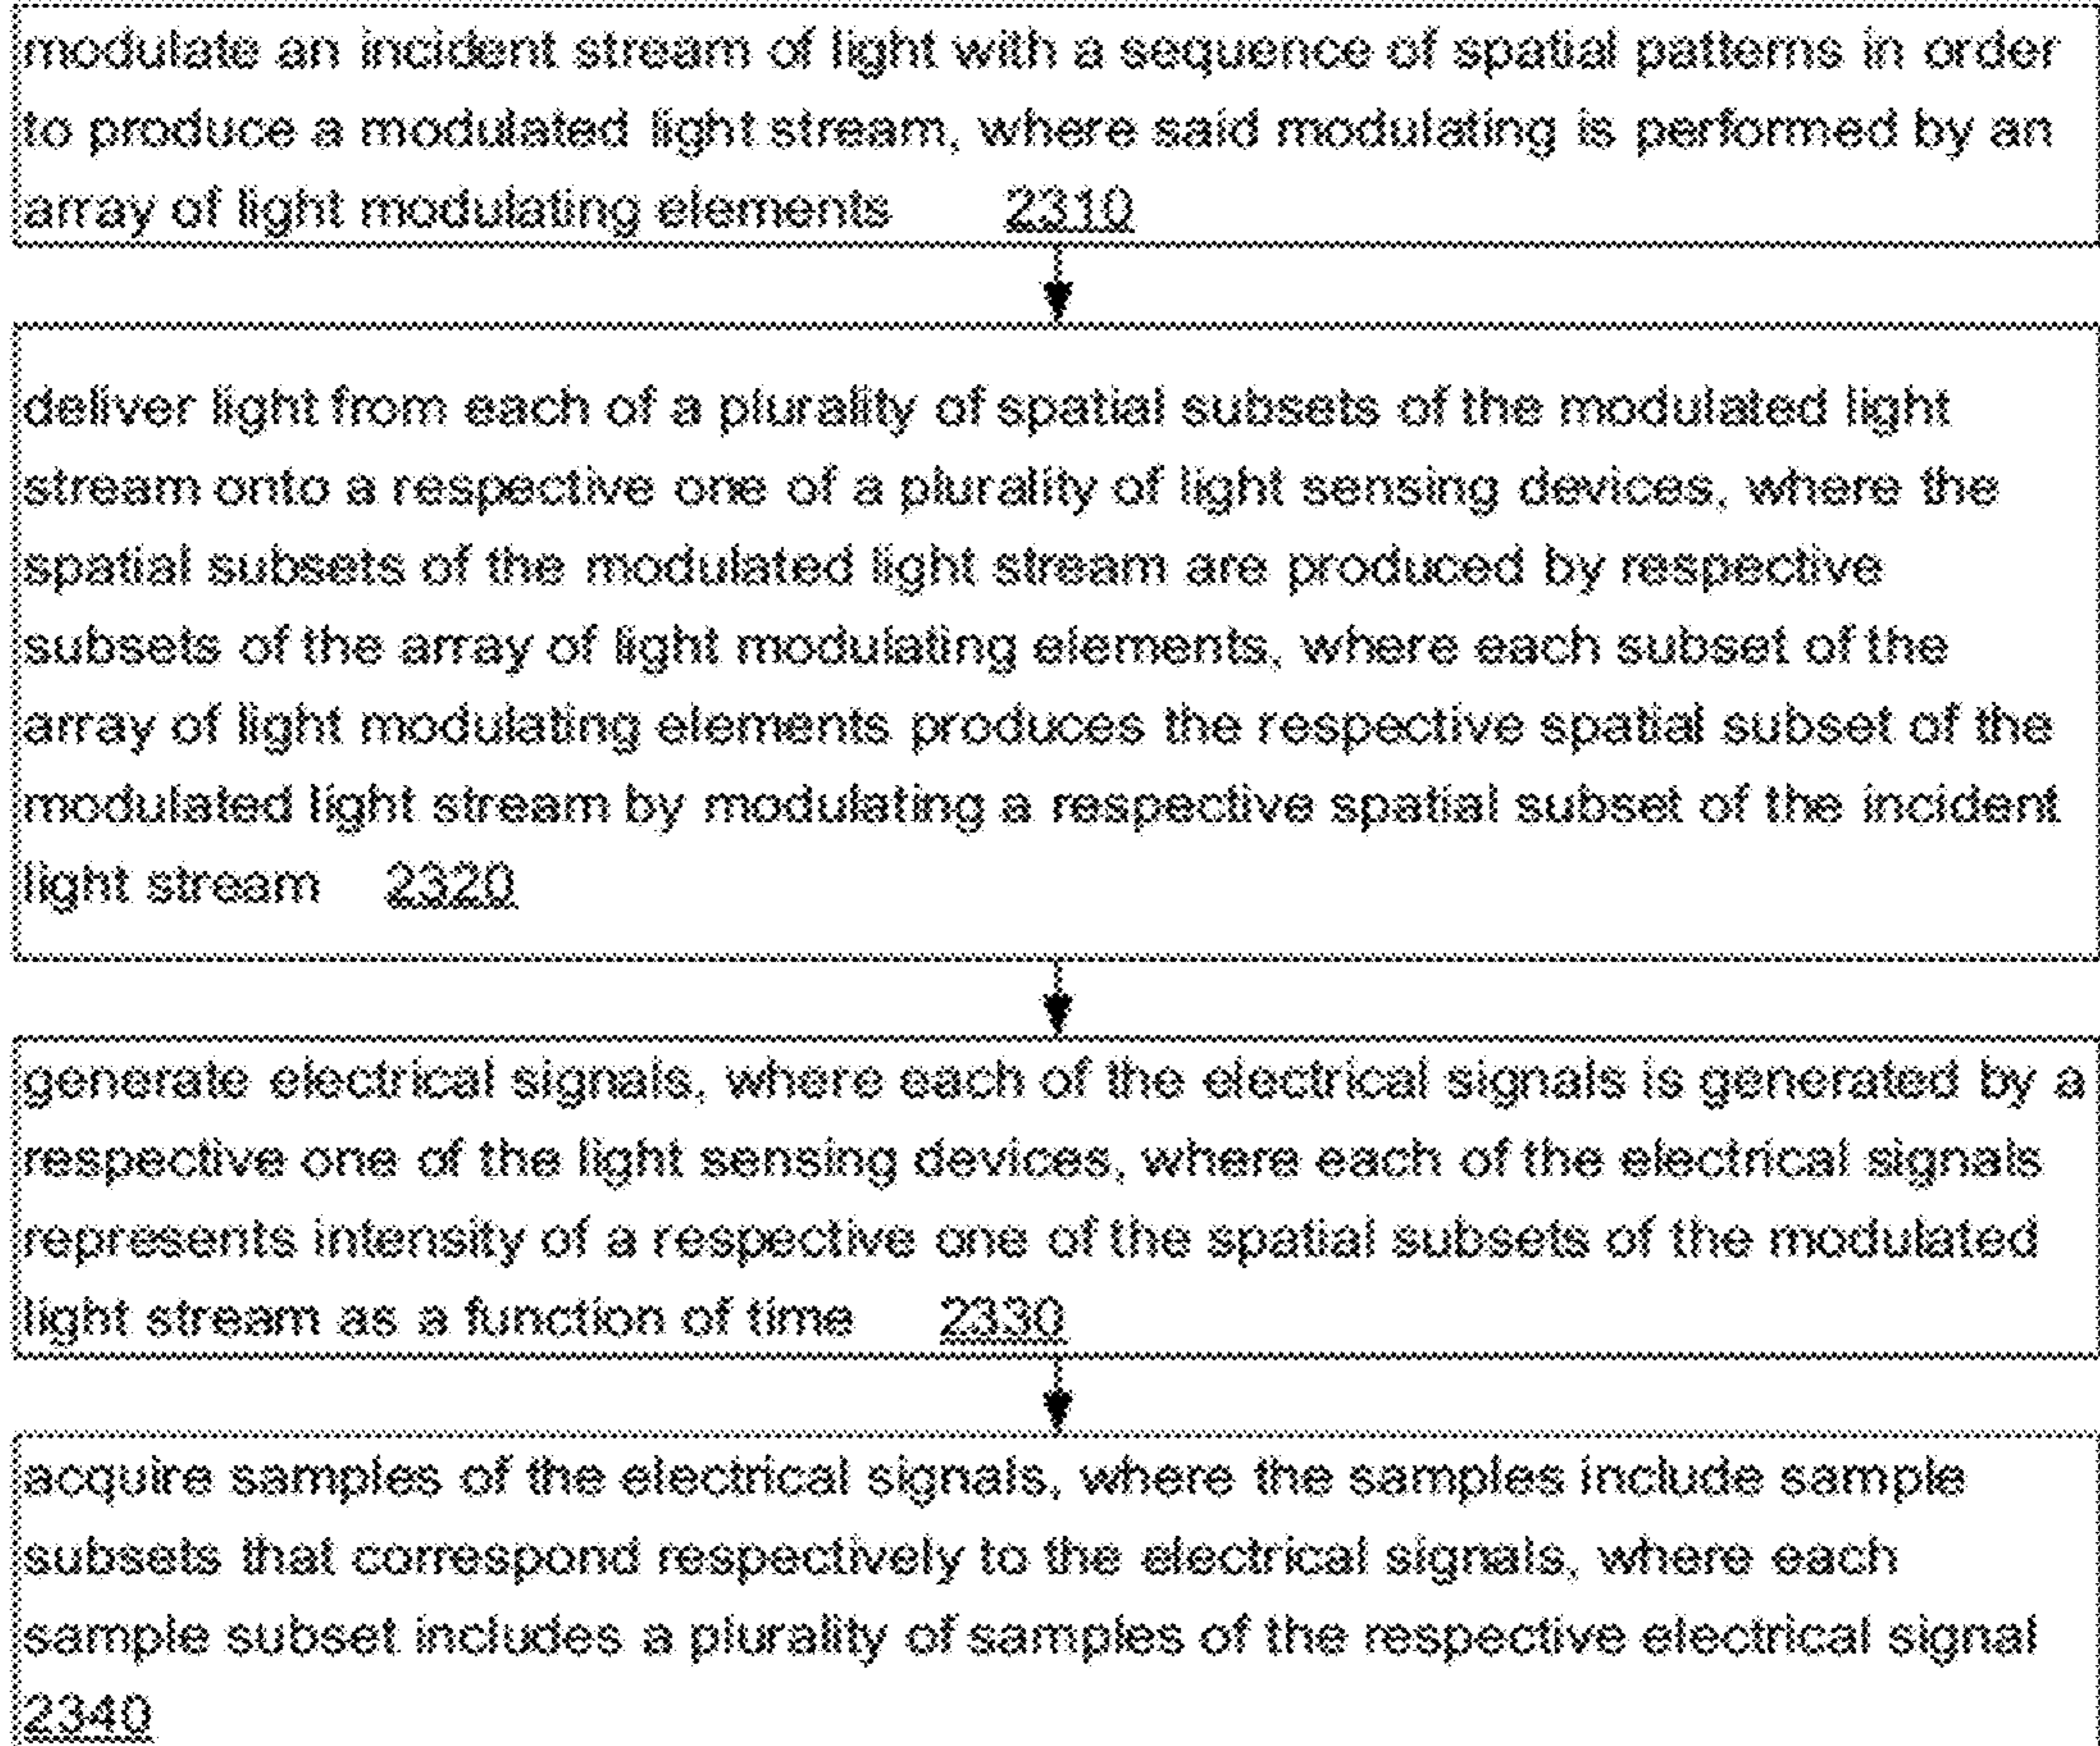 modulate an incident stream of light with a sequence of spatial patterns in order
to produce a modulated light stream, where said modulating is performed by an
array of light modulating elements 2310
deliver light from each of a plurality of spatial subsets of the modulated light
stream onto a respective one of a plurality of light sensing devices, where the
spatial subsets of the modulated light stream are produced by respective
subsets of the array of light modulating elements, where each subset of the
array of light modulating elements produces the respective spatial subset of the
modulated light stream by modulating a respective spatial subset of the incident
light stream 2320
generate electrical signals, where each of the electrical signals is generated by a
respective one of the light sensing devices, where each of the electrical signals
represents intensity of a respective one of the spatial subsets of the modulated
light stream as a function of time 2330
acquire samples of the electrical signals, where the samples include sample
subsets that correspond respectively to the electrical signals, where each
sample subset includes a plurality of samples of the respective electrical signal
2340